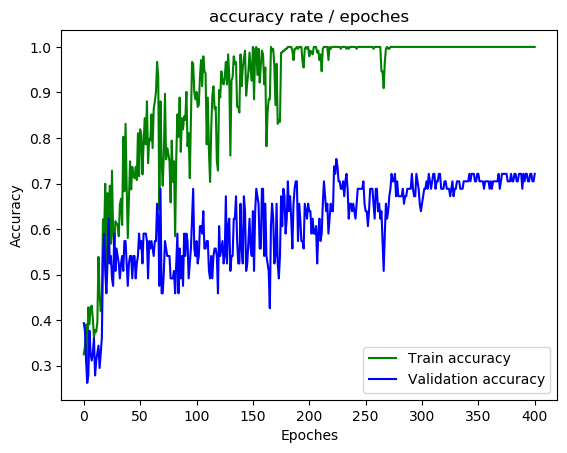 accuracy rate / epoches
1.0
0.9
0.8
0.7
0.6
0.5
0.4
0.3
Accuracy
Train accuracy
Validation accuracy
0 50 100 150 200 250 300 350 400
Epoches